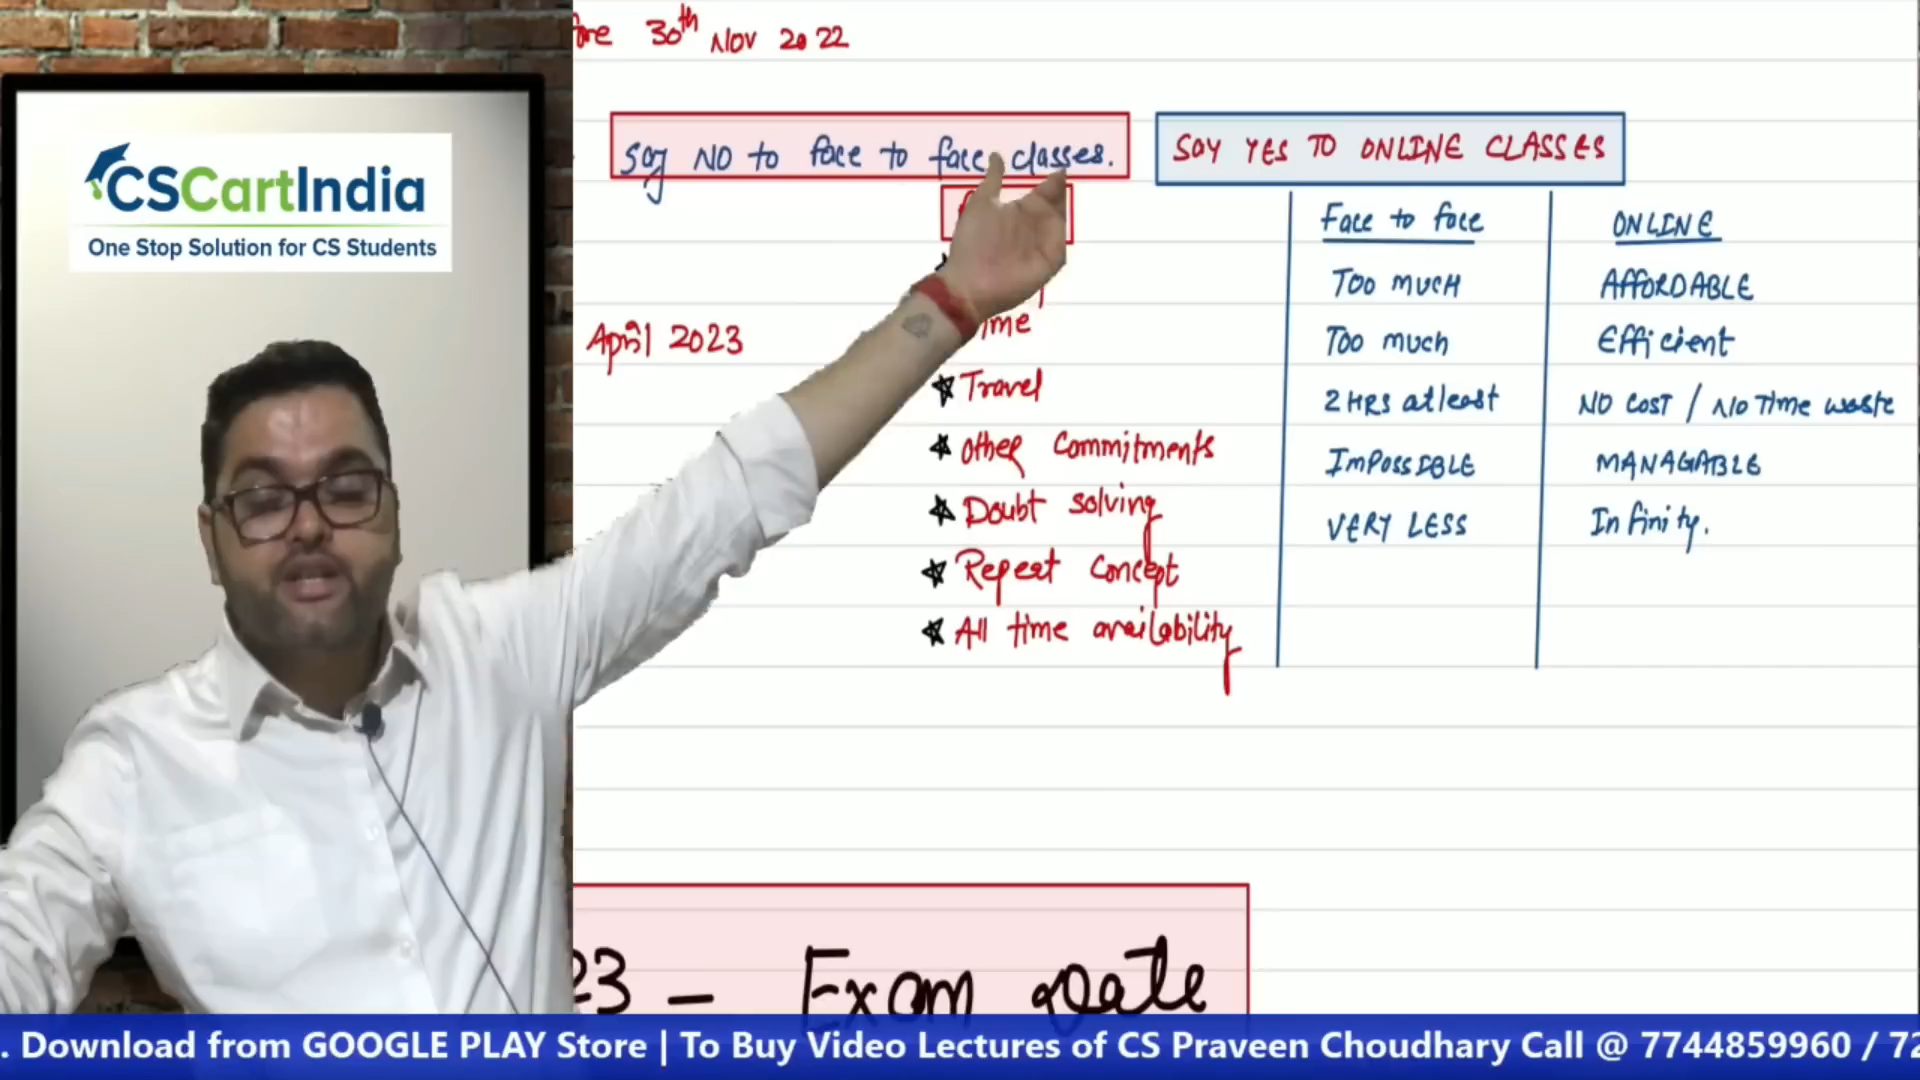 30th Nov 2022
Say NO to face to face classes.
SAY YES TO ONLINE CLASSES
CSCartIndia
One Stop Solution for CS Students
Face to face ONLINE
TOO MUCH AFFORDABLE
April 2023
Too much Efficient
Travel 2 HRS atleast NO COST / NO Time waste
Other Commitments IMPOSSIBLE MANAGABLE
Doubt solving VERY LESS Infinity.
Repeat Concept
All time availability
23 - Exam Date
. Download from GOOGLE PLAY Store | To Buy Video Lectures of CS Praveen Choudhary Call @ 7744859960 / 72